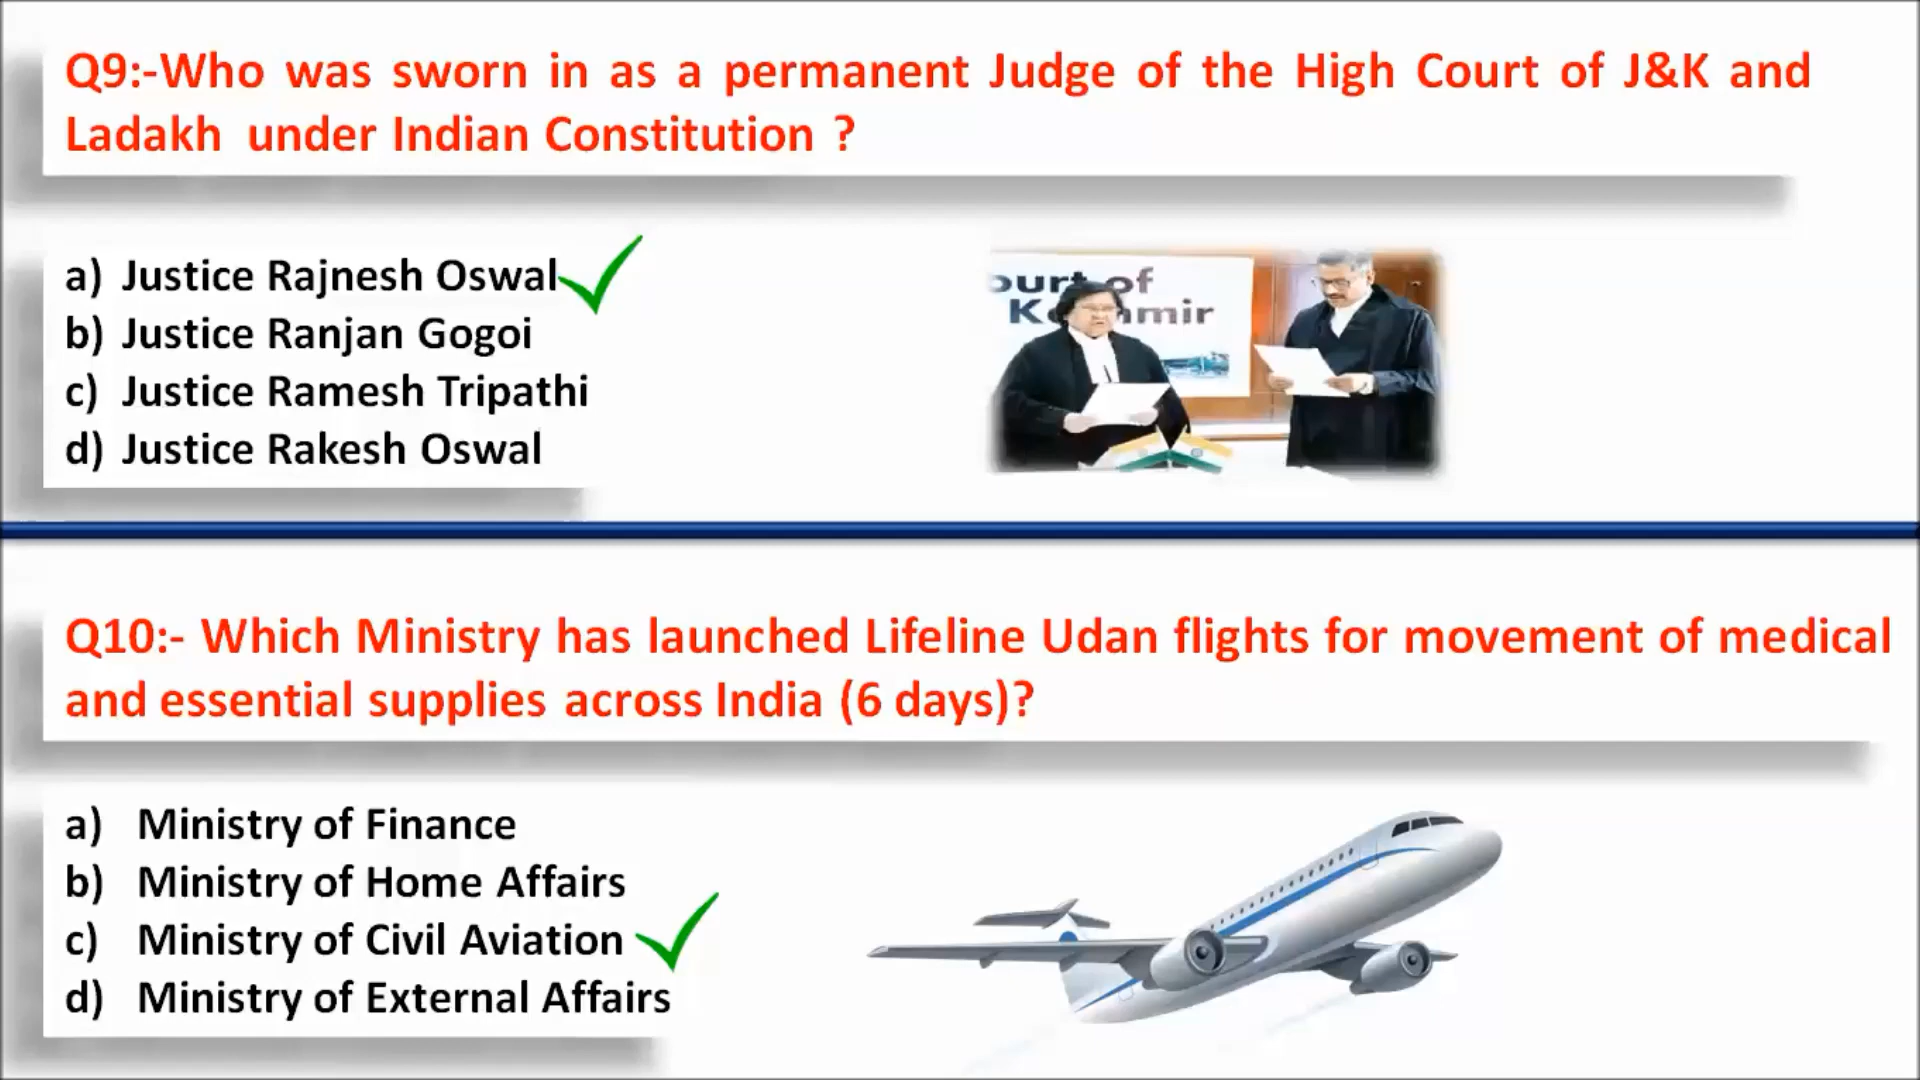 Q9:-Who was sworn in as a permanent Judge of the High Court of J&K and
Ladakh under Indian Constitution ?
a) Justice Rajnesh Oswal
b) Justice Ranjan Gogoi
c) Justice Ramesh Tripathi
d) Justice Rakesh Oswal
ourt of
Q10:- Which Ministry has launched Lifeline Udan flights for movement of medical
and essential supplies across India (6 days)?
a) Ministry of Finance
b) Ministry of Home Affairs
c) Ministry of Civil Aviation
d) Ministry of External Affairs